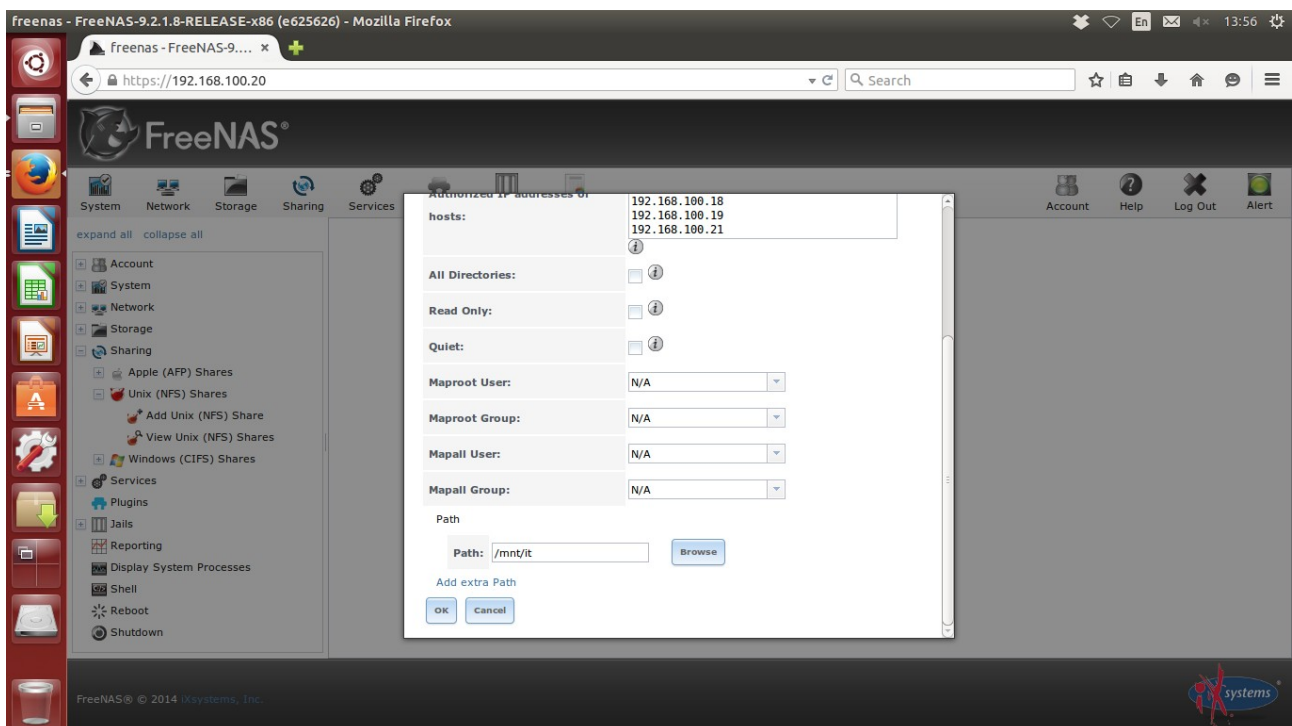 freenas - FreeNAS-9.2.1.8-RELEASE-x86 (e625626) - Mozilla Firefox
En
13:56
freenas - FreeNAS-9.... ×
https://192.168.100.20
Search
FreeNAS®
System Network Storage Sharing Services
Account Help Log Out Alert
expand all collapse all
Account
System
Network
Storage
Sharing
Apple (AFP) Shares
Unix (NFS) Shares
Add Unix (NFS) Share
View Unix (NFS) Shares
Windows (CIFS) Shares
Services
Plugins
Jails
Reporting
Display System Processes
Shell
Reboot
Shutdown
Authorized IP addresses or
hosts:
192.168.100.18
192.168.100.19
192.168.100.21
All Directories:
Read Only:
Quiet:
Maproot User: N/A
Maproot Group: N/A
Mapall User: N/A
Mapall Group: N/A
Path
Path: /mnt/it Browse
Add extra Path
OK Cancel
FreeNAS® © 2014 iXsystems, Inc.
iX systems